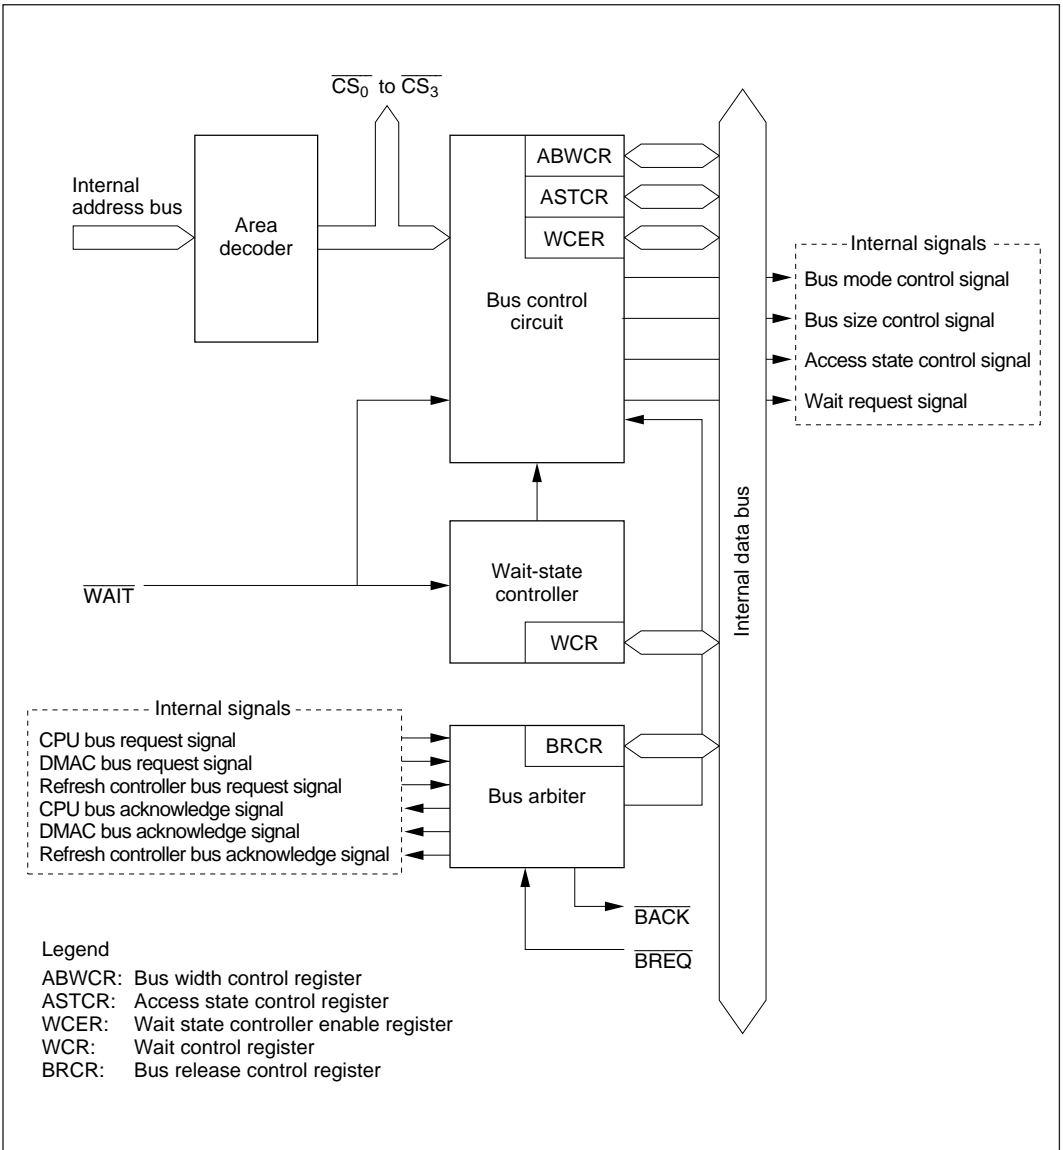 CS0 to CS3
Internal
address bus
Area
decoder
ABWCR
ASTCR
WCER
Bus control
circuit
Internal signals
Bus mode control signal
Bus size control signal
Access state control signal
Wait request signal
Internal data bus
WAIT
Wait-state
controller
WCR
Internal signals
CPU bus request signal
DMAC bus request signal
Refresh controller bus request signal
CPU bus acknowledge signal
DMAC bus acknowledge signal
Refresh controller bus acknowledge signal
BRCR
Bus arbiter
BACK
BREQ
Legend
ABWCR: Bus width control register
ASTCR: Access state control register
WCER: Wait state controller enable register
WCR: Wait control register
BRCR: Bus release control register